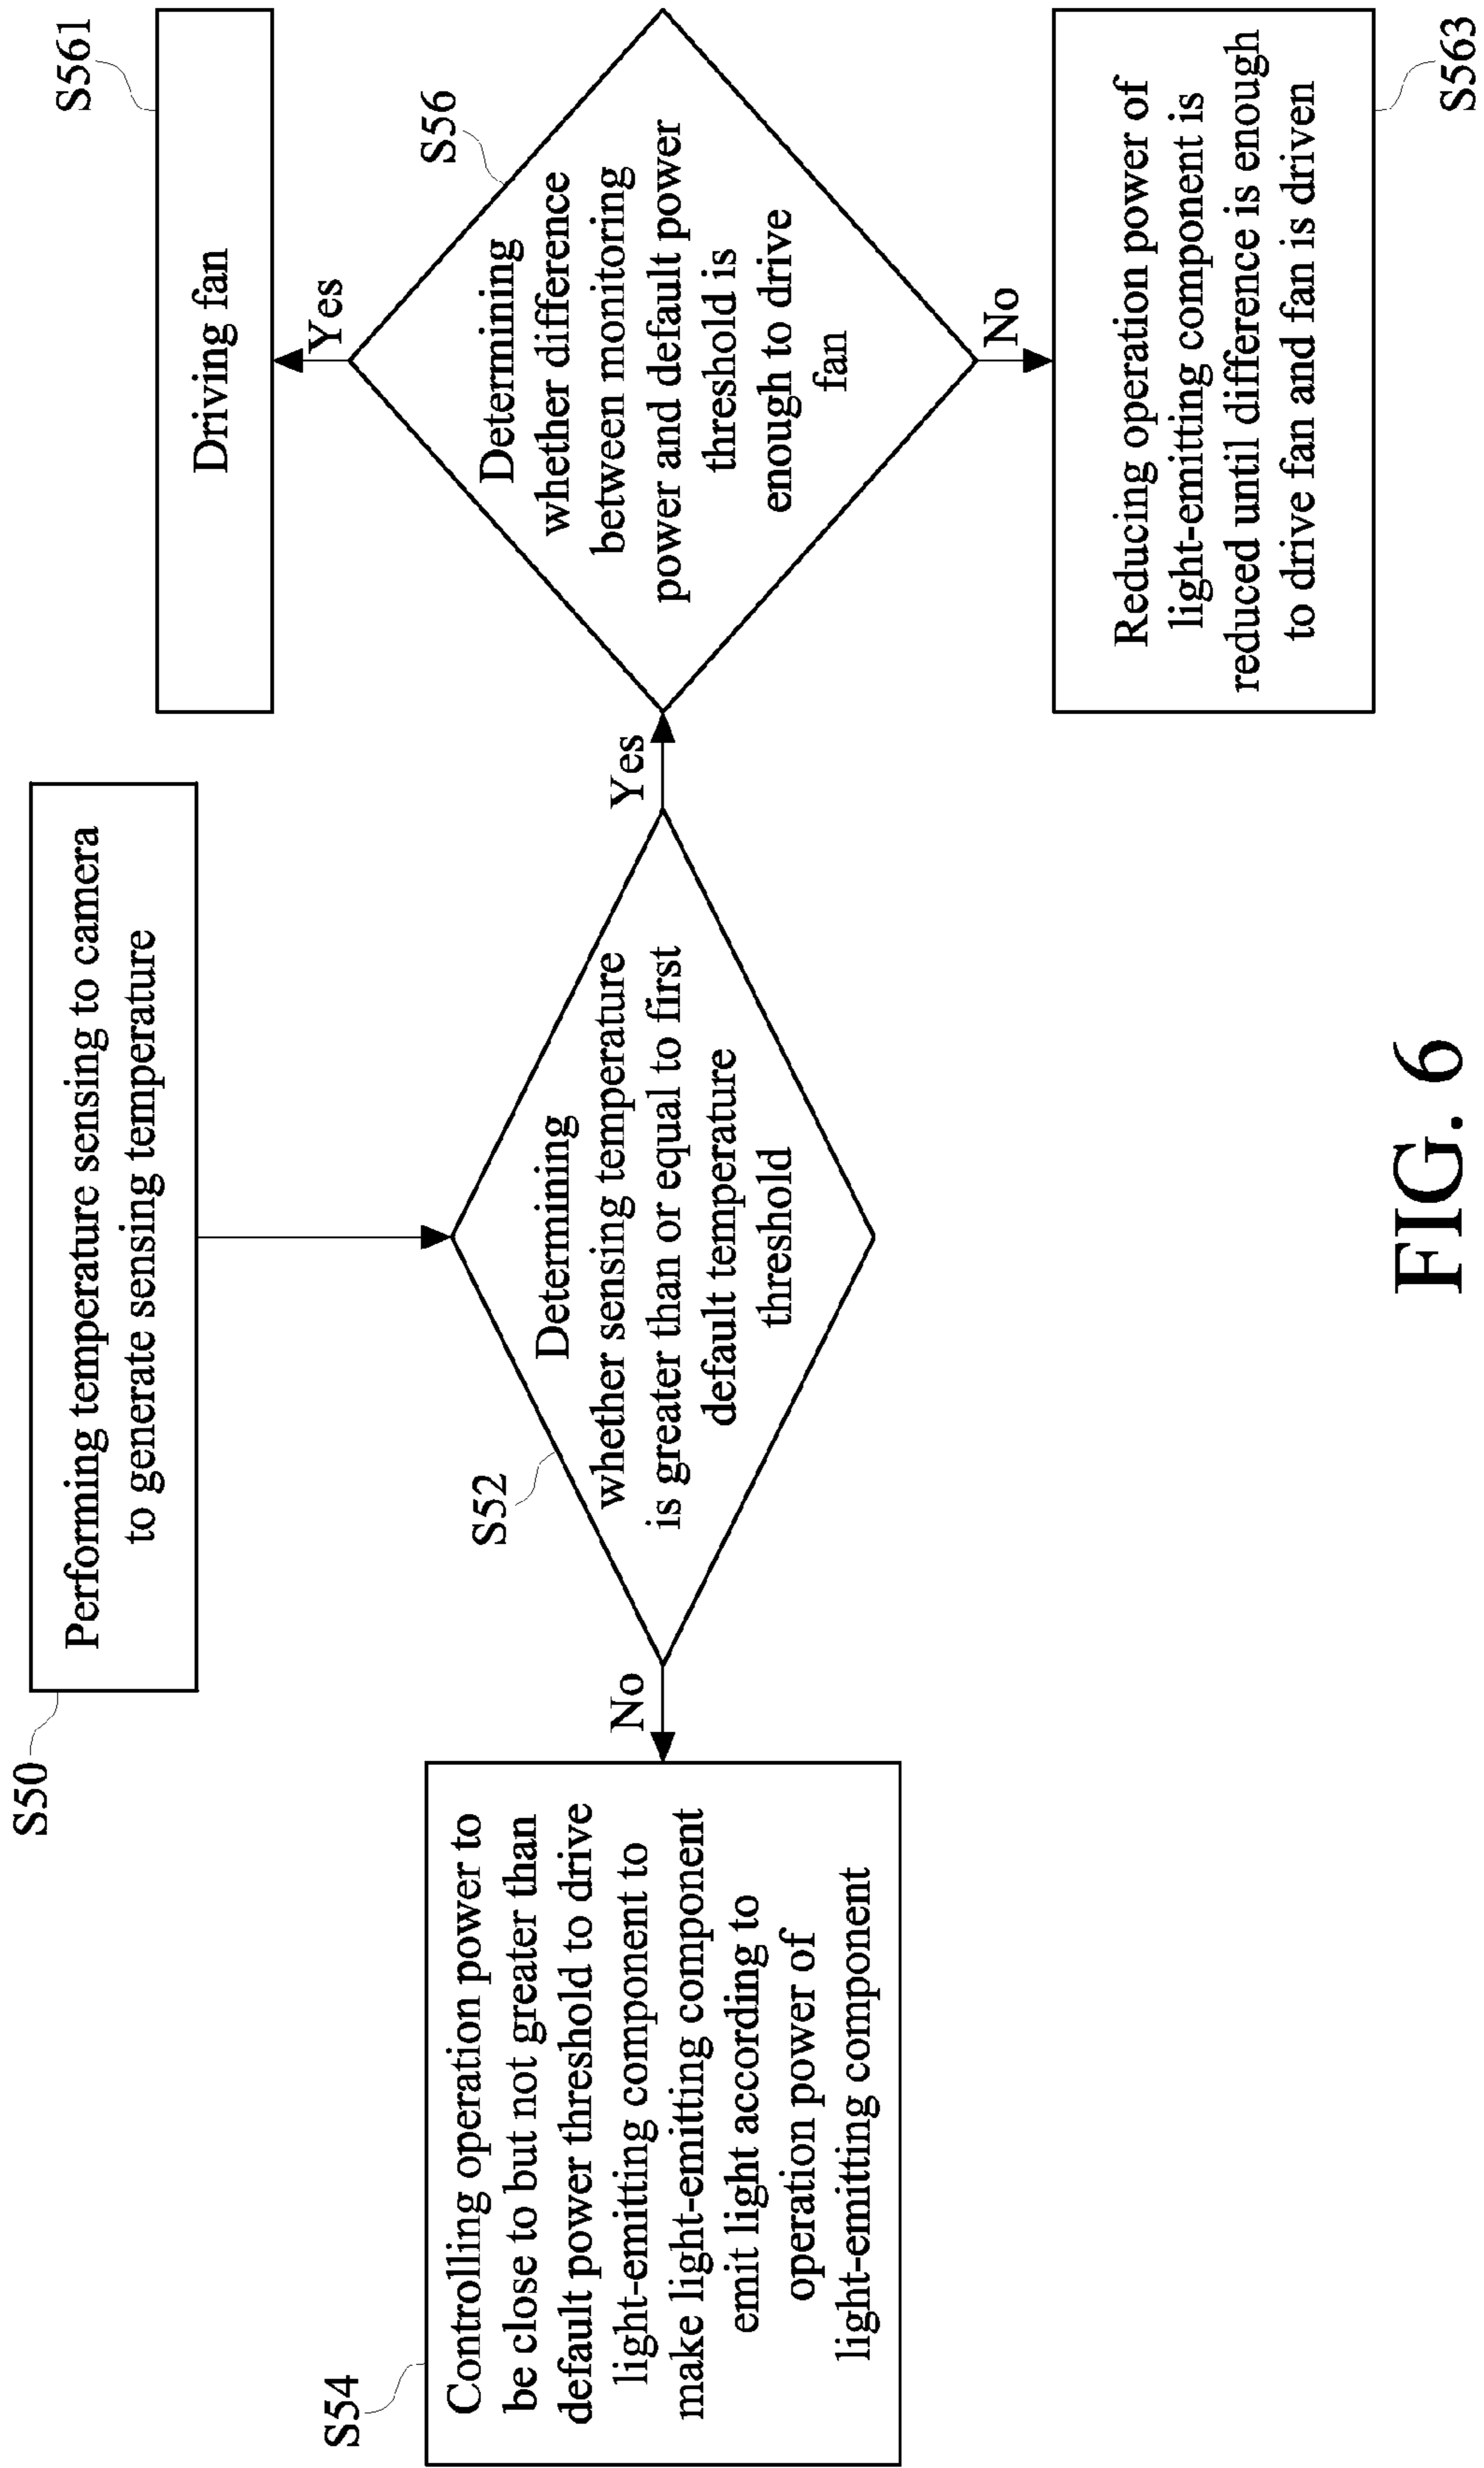 S50
Performing temperature sensing to camera
to generate sensing temperature
S52
Determining
whether sensing temperature
is greater than or equal to first
default temperature
threshold
No
Yes
S54
Controlling operation power to
be close to but not greater than
default power threshold to drive
light-emitting component to
make light-emitting component
emit light according to
operation power of
light-emitting component
S56
Determining
whether difference
between monitoring
power and default power
threshold is
enough to drive
fan
Yes
S561
Driving fan
No
S563
Reducing operation power of
light-emitting component is
reduced until difference is enough
to drive fan and fan is driven
FIG. 6